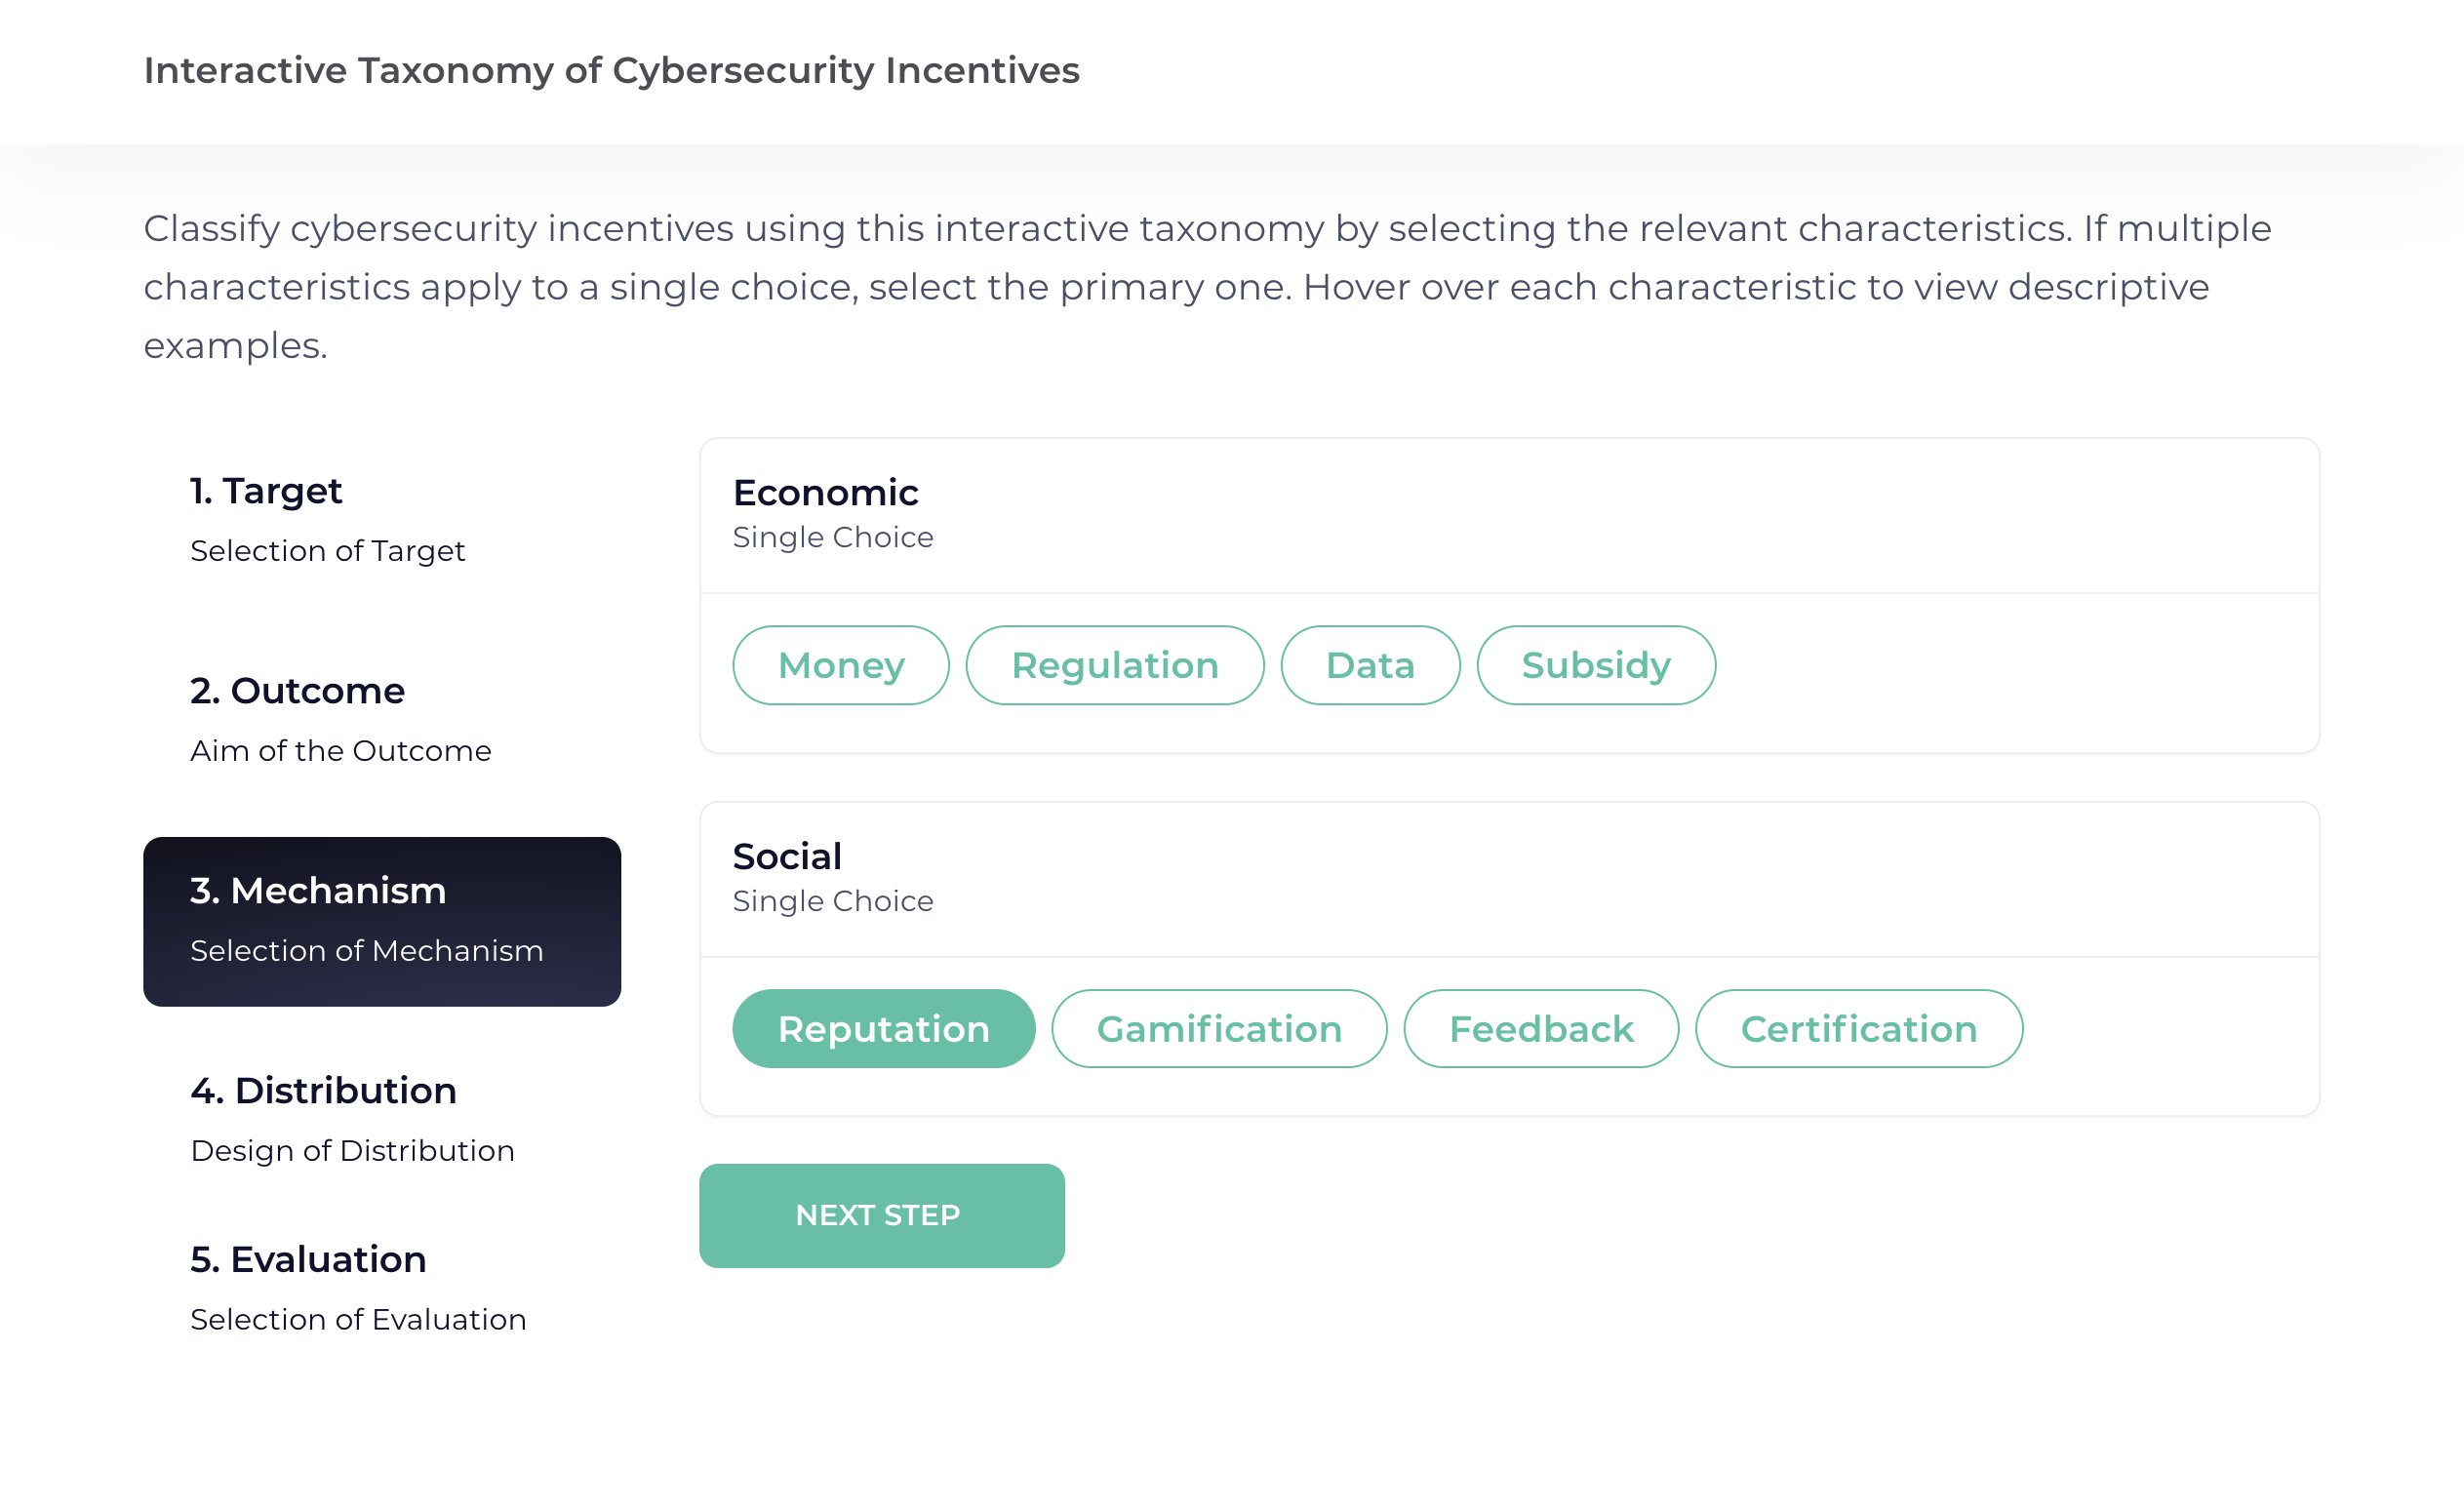 Interactive Taxonomy of Cybersecurity Incentives
Classify cybersecurity incentives using this interactive taxonomy by selecting the relevant characteristics. If multiple
characteristics apply to a single choice, select the primary one. Hover over each characteristic to view descriptive
examples.
1. Target
Selection of Target
2. Outcome
Aim of the Outcome
3. Mechanism
Selection of Mechanism
4. Distribution
Design of Distribution
5. Evaluation
Selection of Evaluation
Economic
Single Choice
Money Regulation Data Subsidy
Social
Single Choice
Reputation Gamification Feedback Certification
NEXT STEP